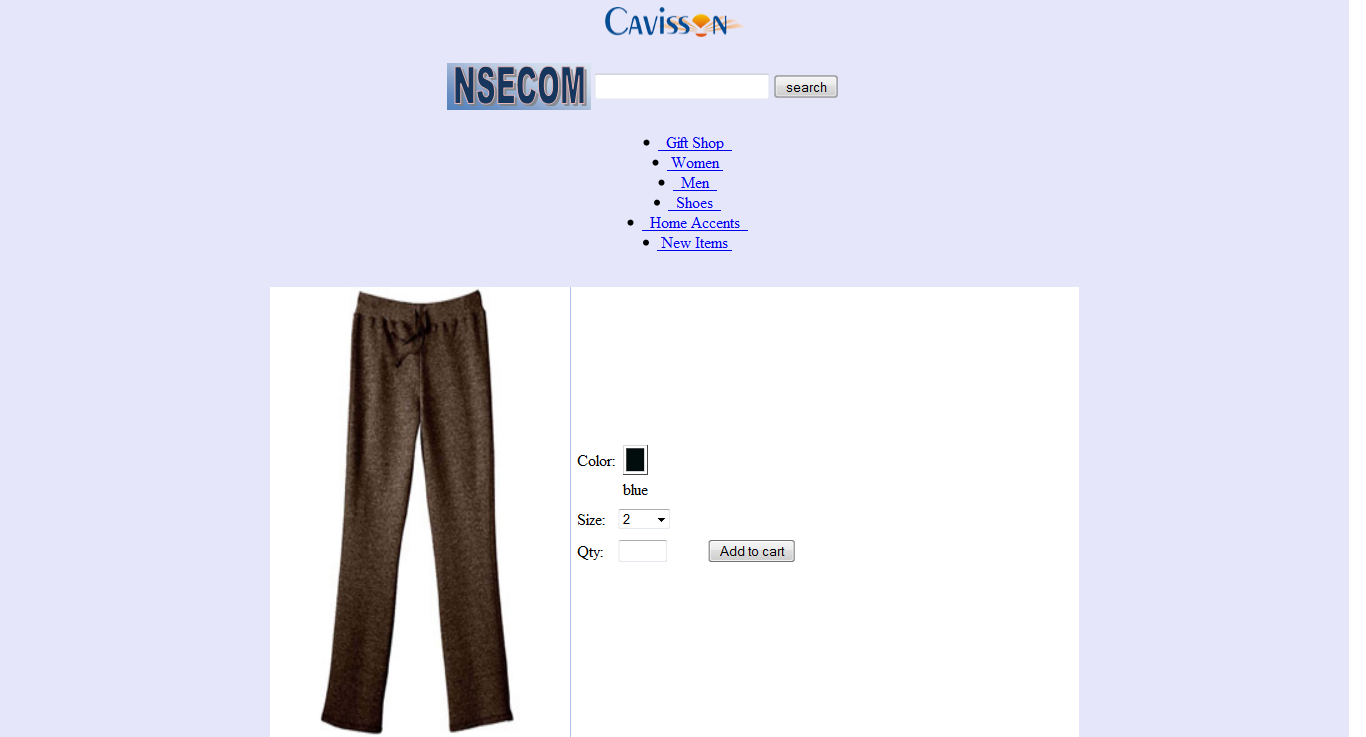 CAVISSON
NSECOM search
Gift Shop
Women
Men
Shoes
Home Accents
New Items
Color:
blue
Size: 2
Qty: Add to cart